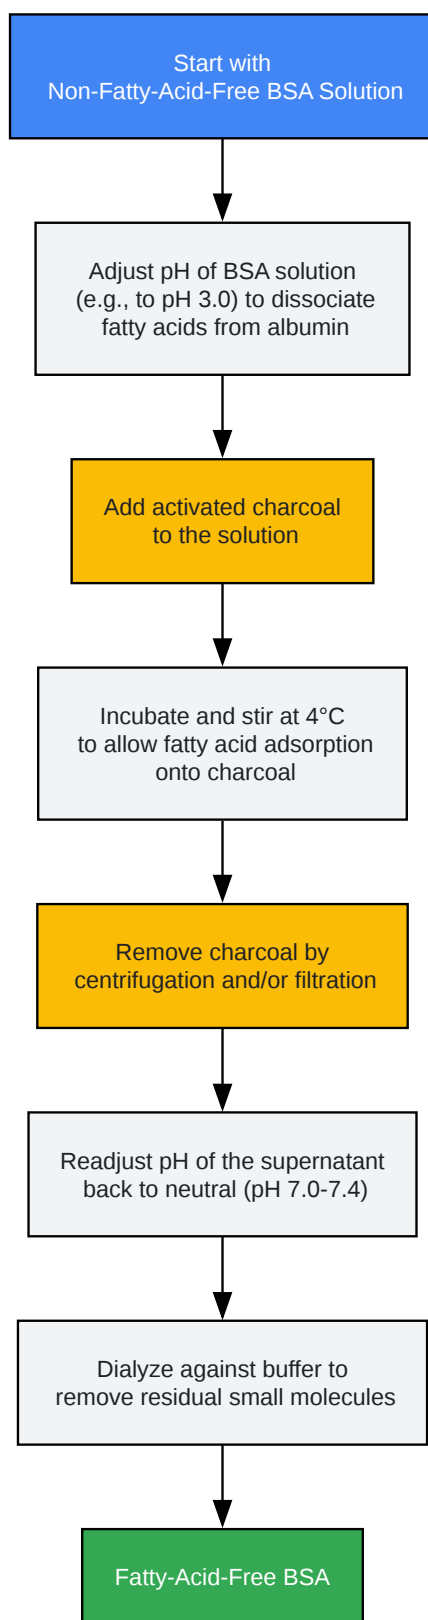 Start with
Non-Fatty-Acid-Free BSA Solution
Adjust pH of BSA solution
(e.g., to pH 3.0) to dissociate
fatty acids from albumin
Add activated charcoal
to the solution
Incubate and stir at 4°C
to allow fatty acid adsorption
onto charcoal
Remove charcoal by
centrifugation and/or filtration
Readjust pH of the supernatant
back to neutral (pH 7.0-7.4)
Dialyze against buffer to
remove residual small molecules
Fatty-Acid-Free BSA